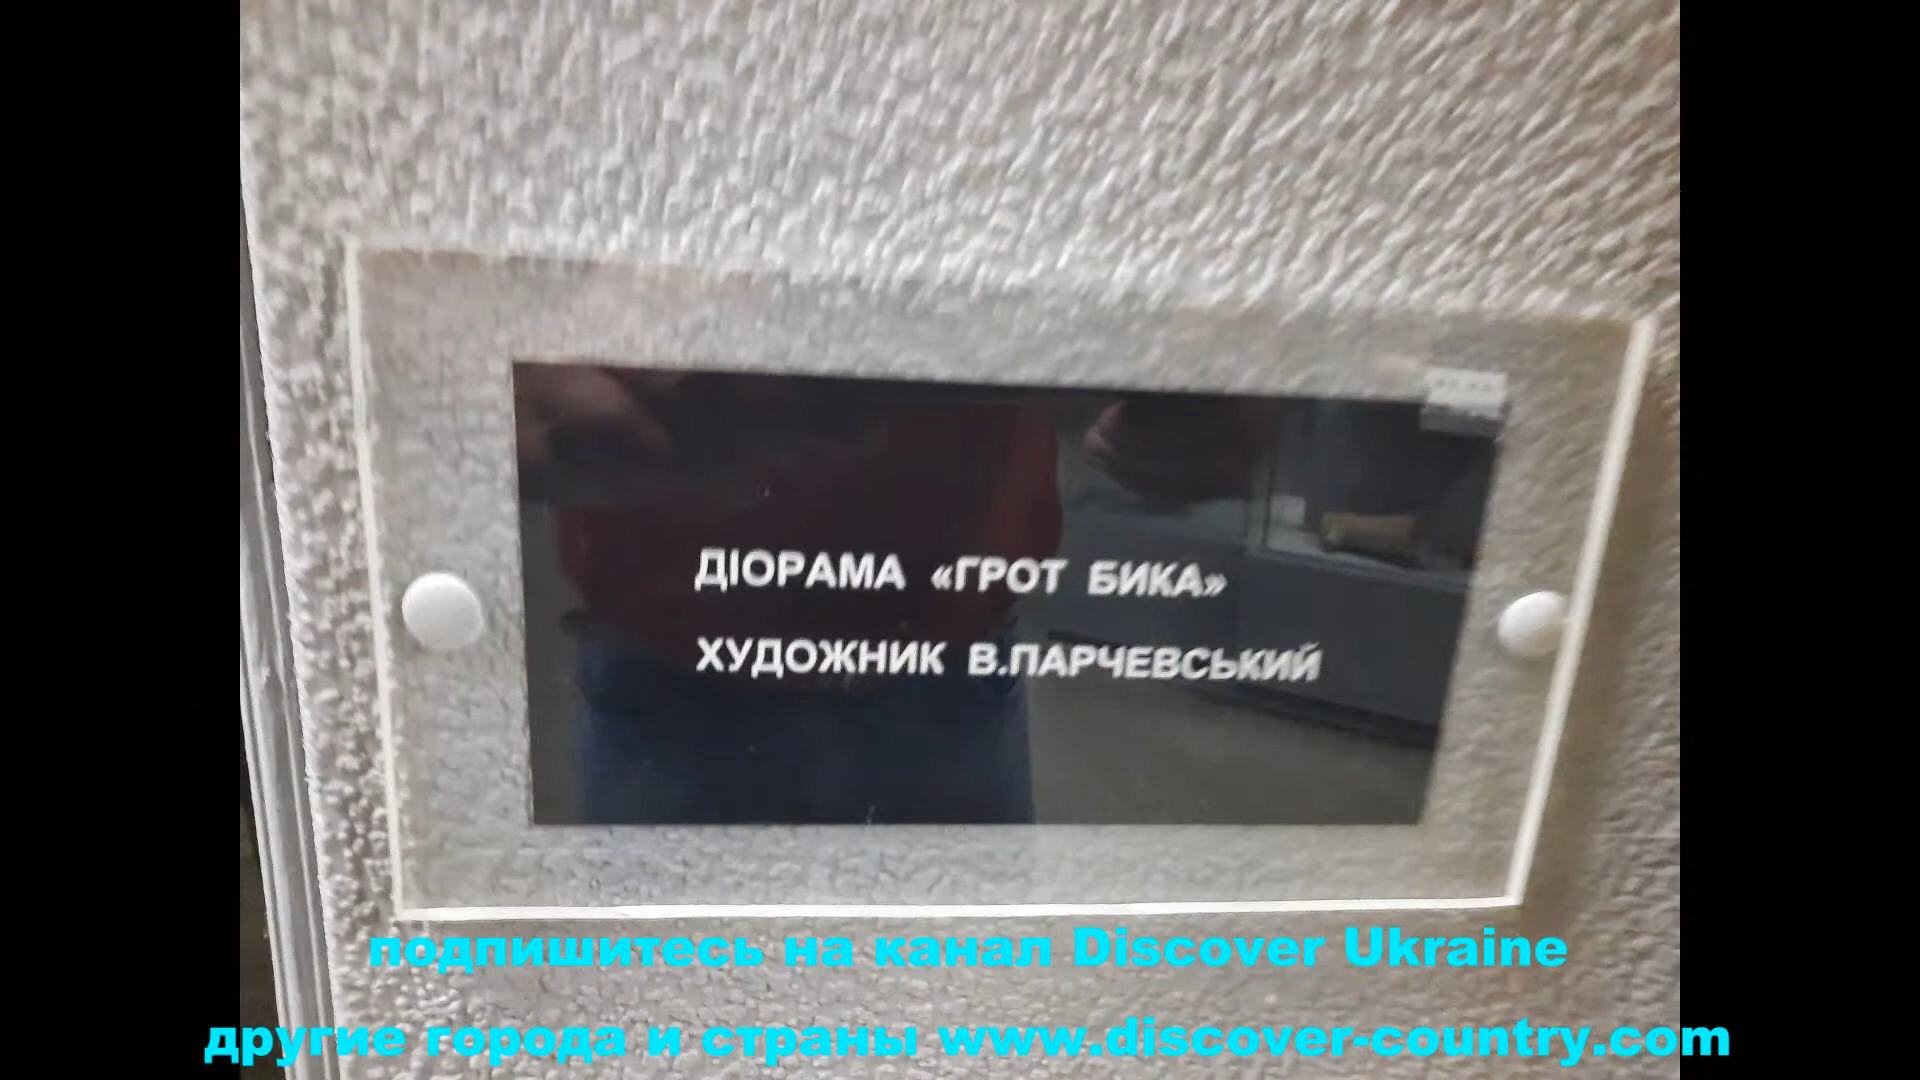 ДІОРАМА «ГРОТ БИКА»
ХУДОЖНИК В.ПАРЧЕВСЬКИЙ
подпишитесь на канал Discover Ukraine
другие города и страны www.discover-country.com